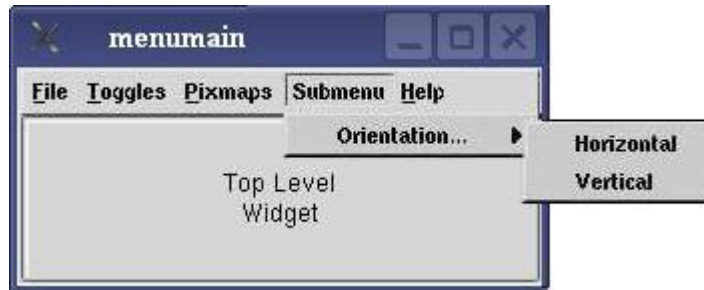 menumain
File Toggles Pixmaps Submenu Help
Orientation...
Horizontal
Vertical
Top Level
Widget